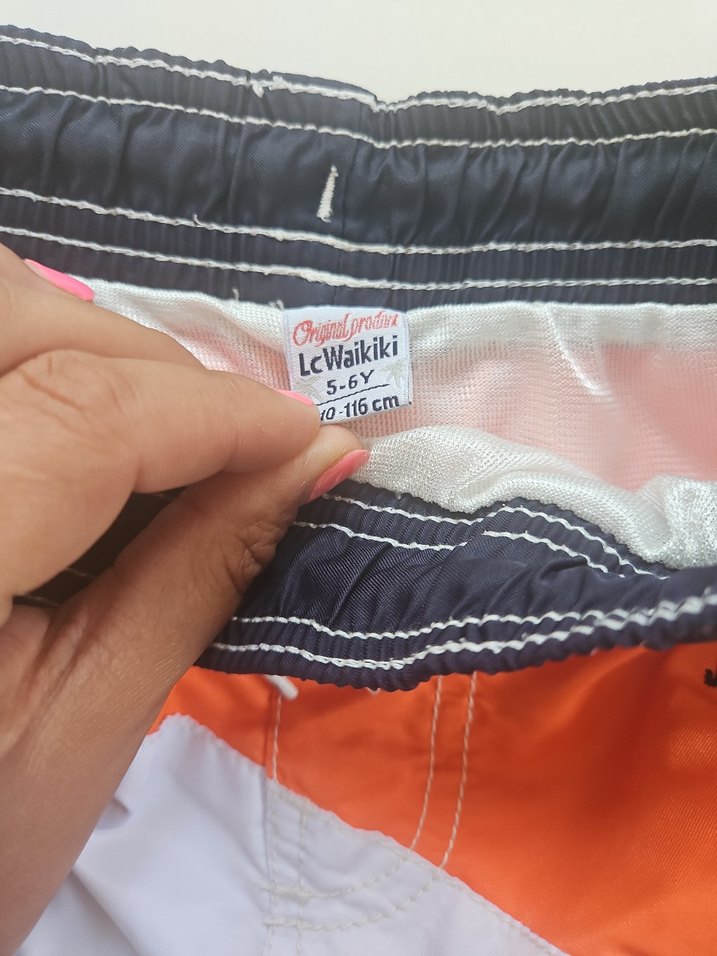 Original product
LcWaikiki
5-6Y
10-116 cm